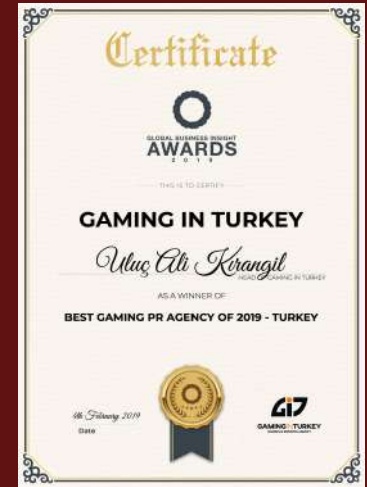 Certificate
GLOBAL BUSINESS INSIGHT
AWARDS
2019
THIS IS TO CERTIFY
GAMING IN TURKEY
Uluç Ali Kırangil
HEAD OF GAMING IN TURKEY
AS A WINNER OF
BEST GAMING PR AGENCY OF 2019 - TURKEY
4th February 2019
Date
GiT
GAMING IN TURKEY